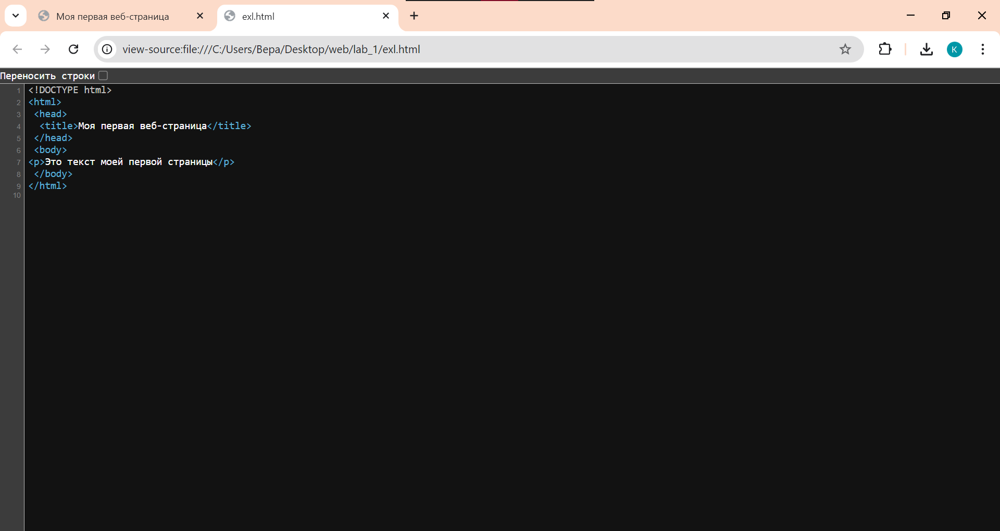 Моя первая веб-страница
exl.html
view-source:file:///C:/Users/Вера/Desktop/web/lab_1/exl.html
K
Переносить строки
1 <!DOCTYPE html>
2 <html>
3 <head>
4 <title>Моя первая веб-страница</title>
5 </head>
6 <body>
7 <p>Это текст моей первой страницы</p>
8 </body>
9 </html>
10